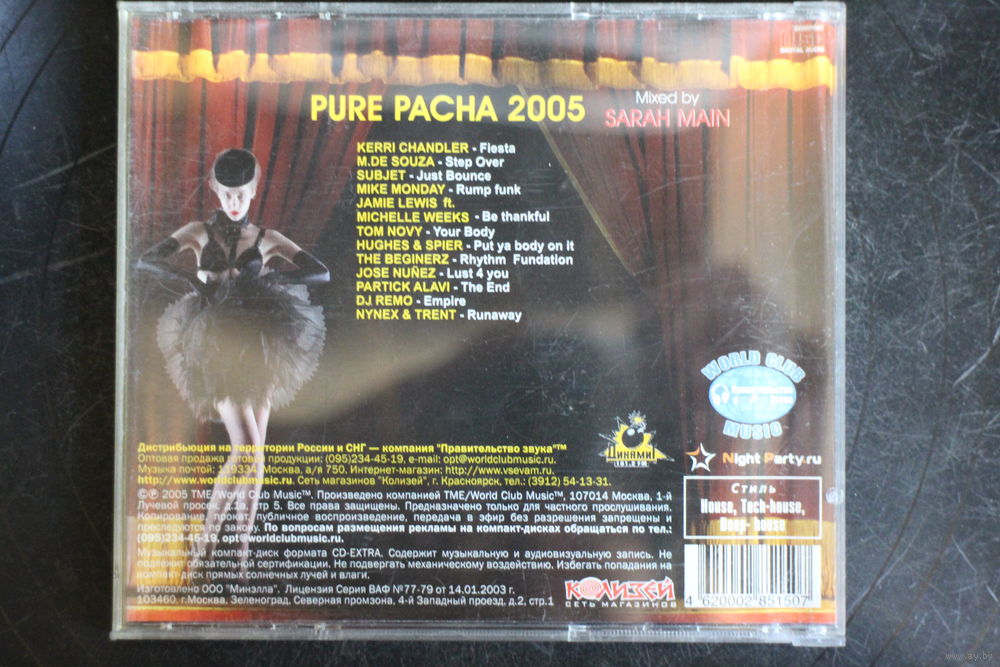 DIGITAL AUDIO
PURE PACHA 2005
Mixed by
SARAH MAIN
KERRI CHANDLER - Fiesta
M.DE SOUZA - Step Over
SUBJET - Just Bounce
MIKE MONDAY - Rump funk
JAMIE LEWIS ft.
MICHELLE WEEKS - Be thankful
TOM NOVY - Your Body
HUGHES & SPIER - Put ya body on it
THE BEGINERZ - Rhythm Fundation
JOSE NUÑEZ - Lust 4 you
PARTICK ALAVI - The End
DJ REMO - Empire
NYNEX & TRENT - Runaway
WORLD CLUB
MUSIC
Динамит
Night Party.ru
Стиль
House, Tech-house,
Deep- house
Дистрибьюция на территории России и СНГ — компания "Правительство звука"™
Оптовая продажа готовой продукции: (095)234-45-19, e-mail: opt@worldclubmusic.ru.
Музыка почтой: 119334, Москва, а/я 750. Интернет-магазин: http://www.vsevam.ru.
http://www.worldclubmusic.ru. Сеть магазинов "Колизей", г. Красноярск, тел.: (3912) 54-13-31.
©℗ 2005 TME/World Club Music™. Произведено компанией TME/World Club Music™, 107014 Москва, 1-й
Лучевой просек, д.1а, стр 5. Все права защищены. Предназначено только для частного прослушивания.
Копирование, прокат, публичное воспроизведение, передача в эфир без разрешения запрещены и
преследуются по закону. По вопросам размещения рекламы на компакт-дисках обращаться по тел.:
(095)234-45-19, opt@worldclubmusic.ru.
Музыкальный компакт-диск формата CD-EXTRA. Содержит музыкальную и аудиовизуальную запись. Не
подлежит обязательной сертификации. Не подвергать механическому воздействию. Избегать попадания на
компакт-диск прямых солнечных лучей и влаги.
Изготовлено ООО "Минэлла". Лицензия Серия ВАФ №77-79 от 14.01.2003 г.
103460, г.Москва, Зеленоград, Северная промзона, 4-й Западный проезд, д.2, стр.1
КОЛИЗЕЙ
СЕТЬ МАГАЗИНОВ
4 620002 851507
www.ay.by